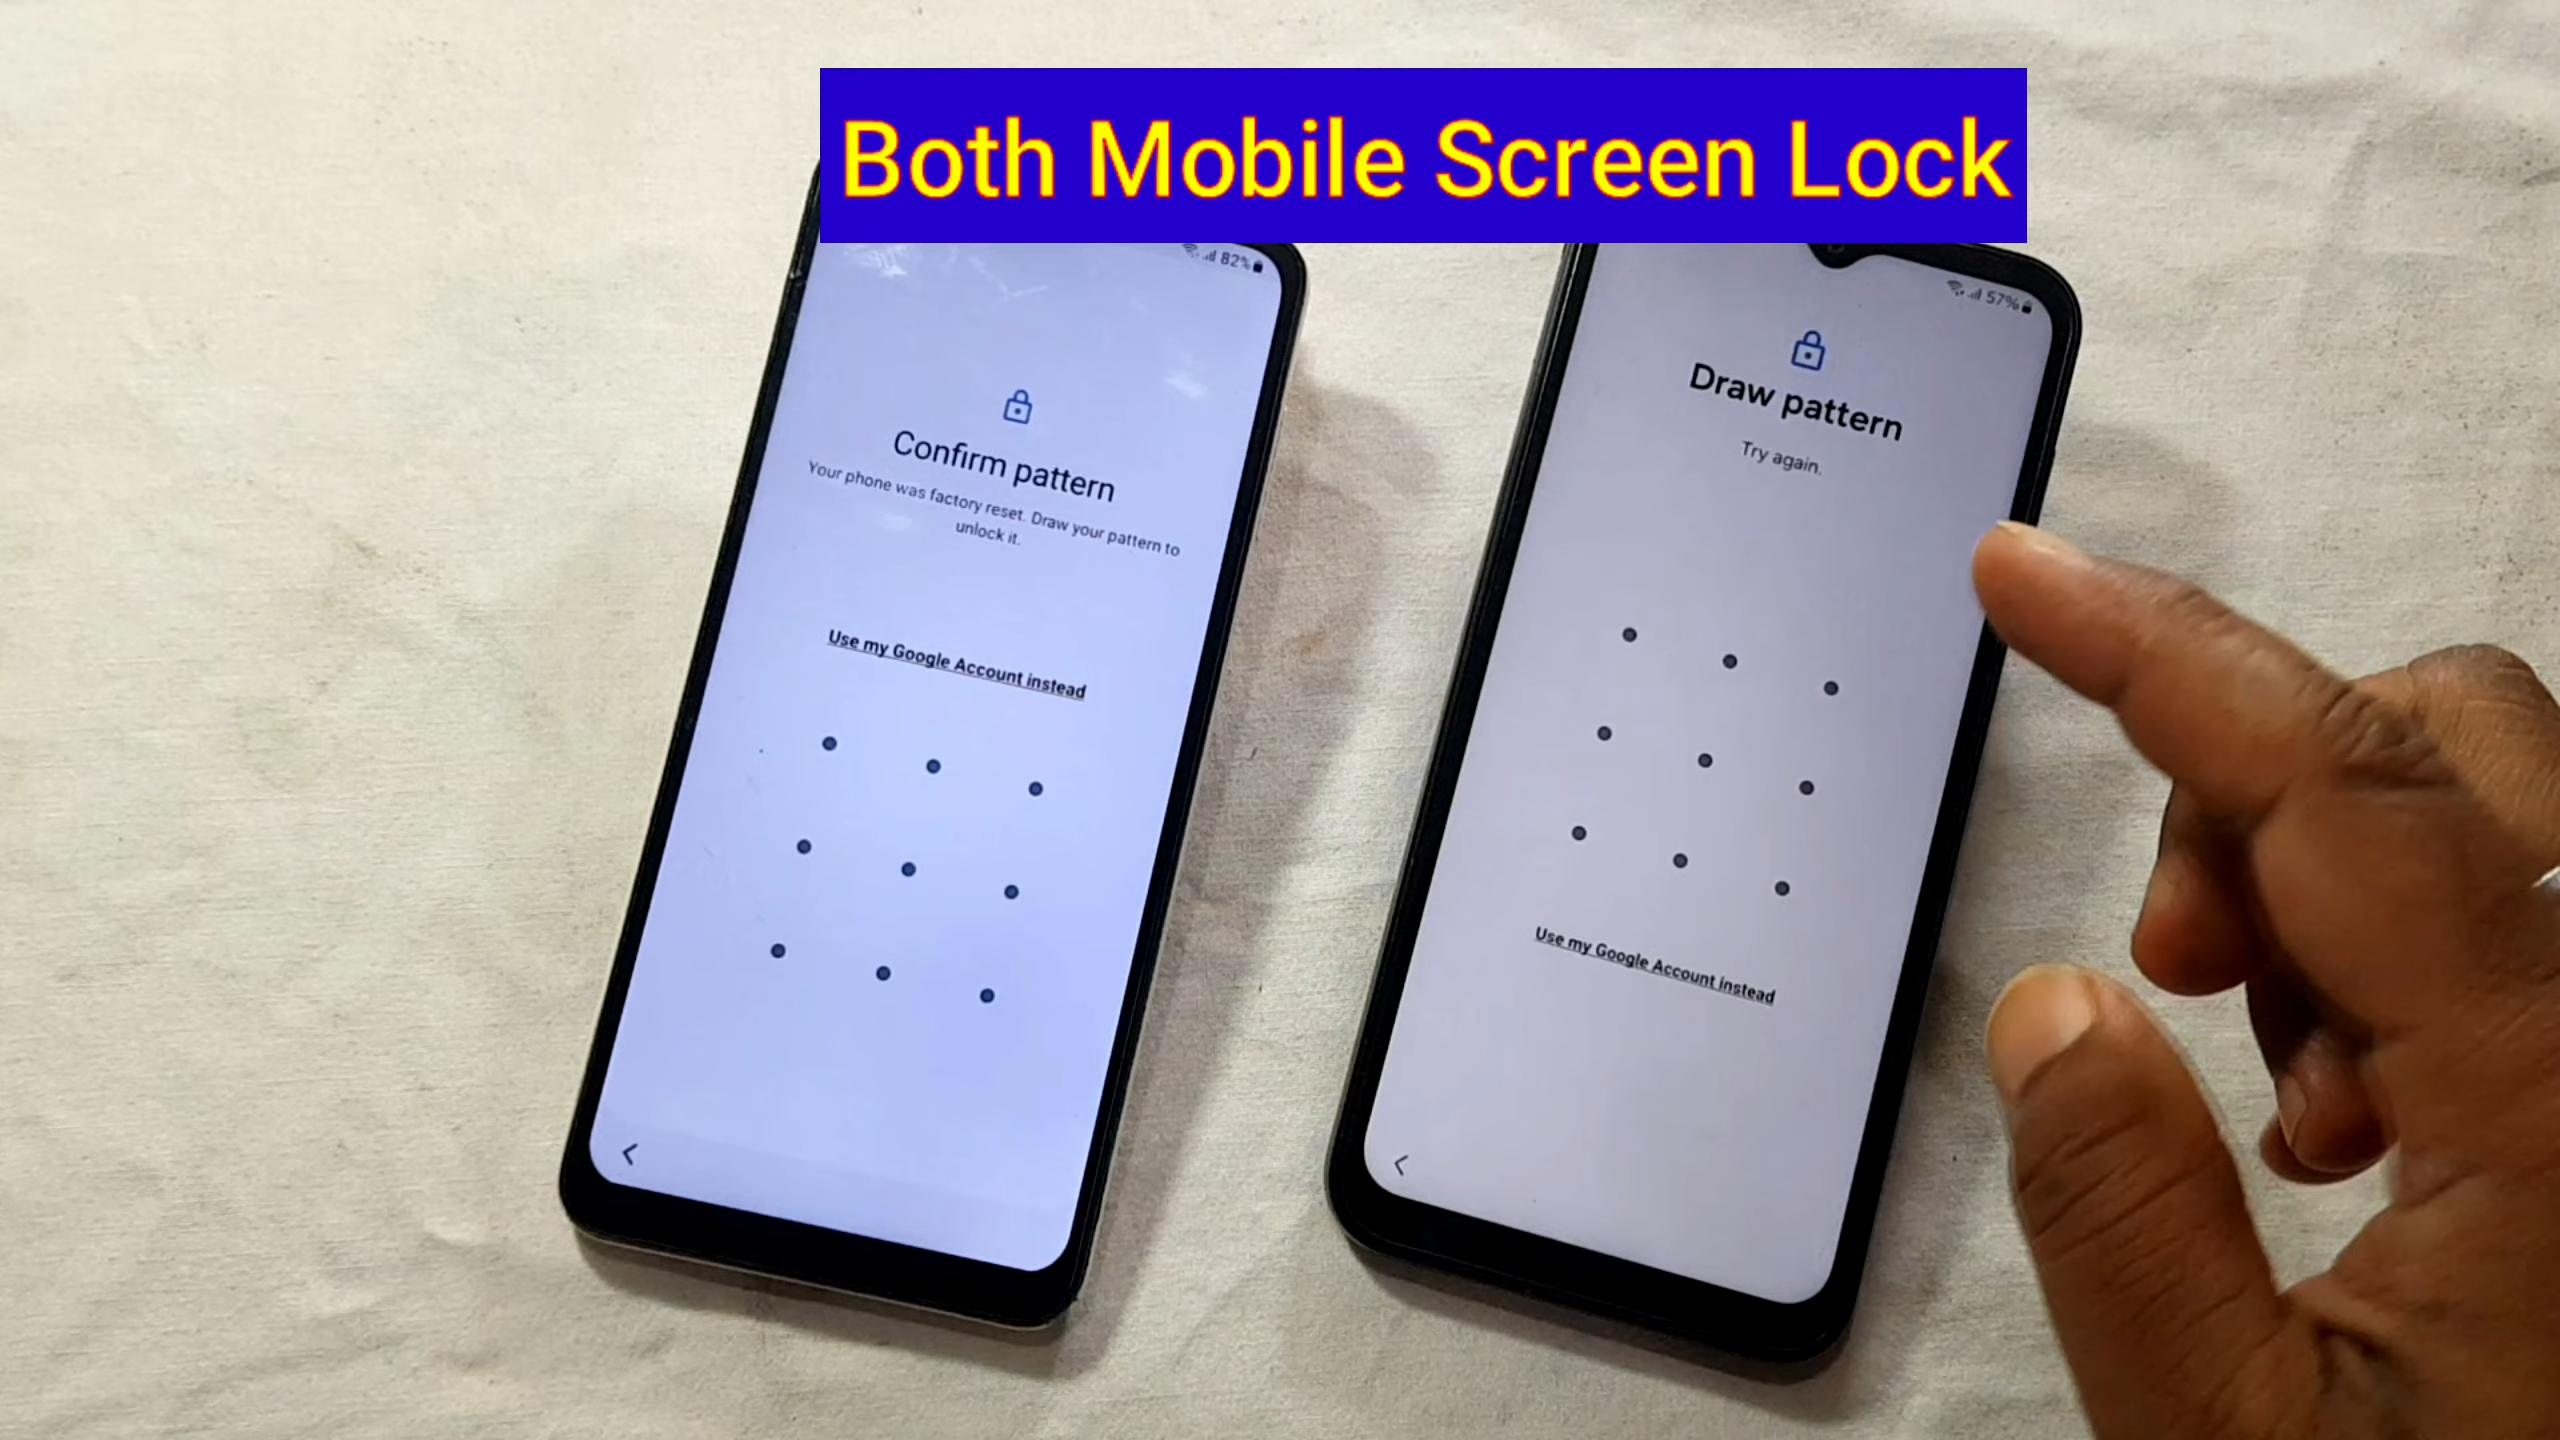 Both Mobile Screen Lock
82%
Confirm pattern
Your phone was factory reset. Draw your pattern to
unlock it.
Use my Google Account instead
57%
Draw pattern
Try again.
Use my Google Account instead